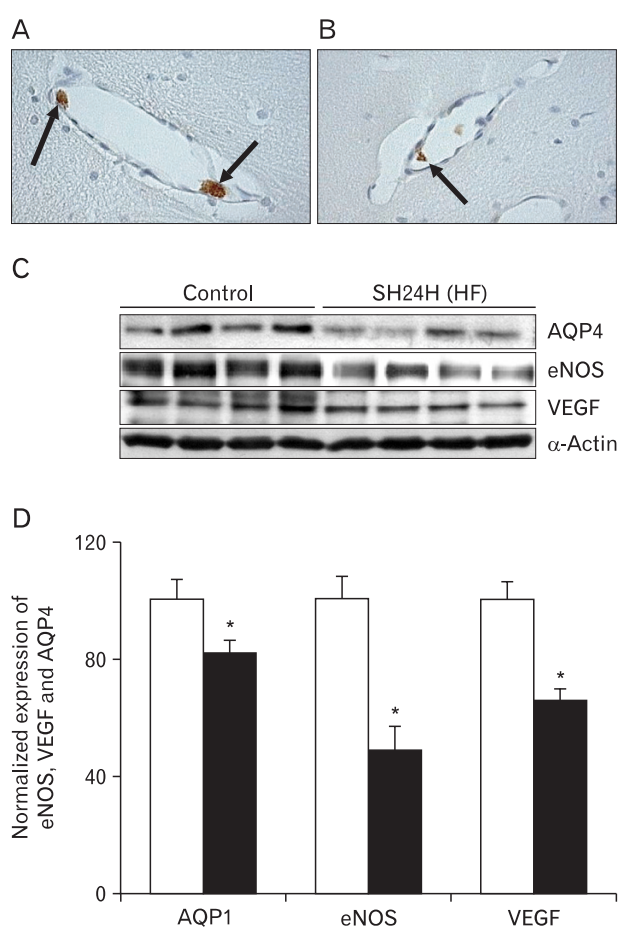 A B
C
Control SH24H (HF)
AQP4
eNOS
VEGF
α-Actin
D
Normalized expression of
eNOS, VEGF and AQP4
120
80
40
0
* * *
AQP1 eNOS VEGF